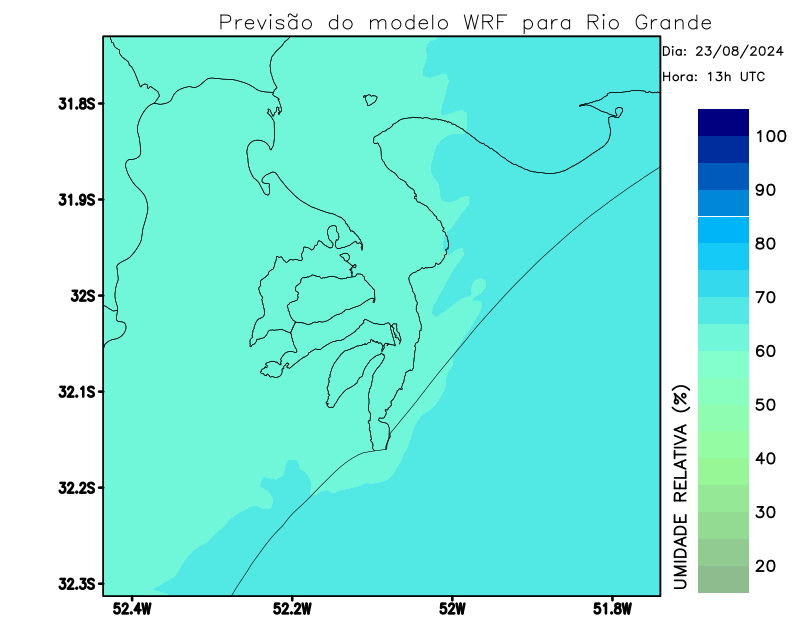 Previsão do modelo WRF para Rio Grande
Dia: 23/08/2024
Hora: 13h UTC
31.8S
31.9S
32S
32.1S
32.2S
32.3S
52.4W
52.2W
52W
51.8W
100
90
80
70
60
50
40
30
20
UMIDADE RELATIVA (%)